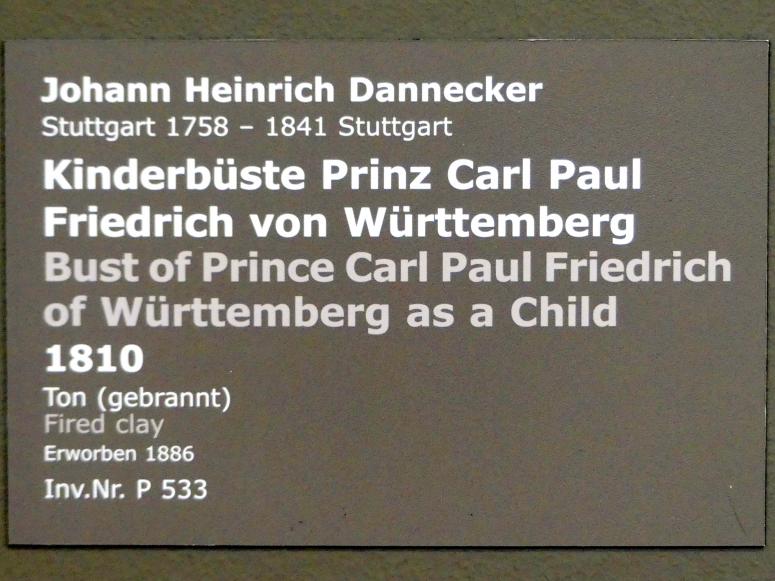 Johann Heinrich Dannecker
Stuttgart 1758 – 1841 Stuttgart
Kinderbüste Prinz Carl Paul
Friedrich von Württemberg
Bust of Prince Carl Paul Friedrich
of Württemberg as a Child
1810
Ton (gebrannt)
Fired clay
Erworben 1886
Inv.Nr. P 533